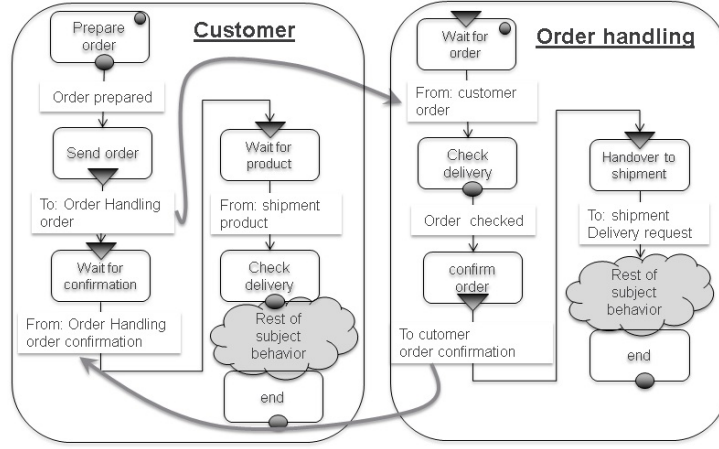 Customer
Prepare
order
Order prepared
Send order
To: Order Handling
order
Wait for
confirmation
From: Order Handling
order confirmation
Wait for
product
From: shipment
product
Check
delivery
Rest of
subject
behavior
end
Order handling
Wait for
order
From: customer
order
Check
delivery
Order checked
confirm
order
To cutomer
order confirmation
Handover to
shipment
To: shipment
Delivery request
Rest of
subject
behavior
end